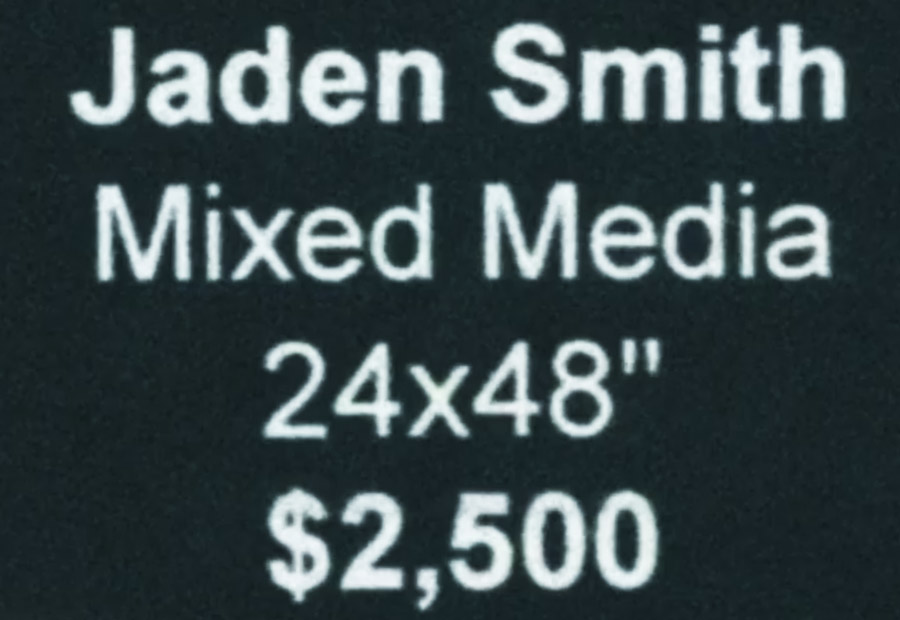 Jaden Smith
Mixed Media
24x48"
$2,500